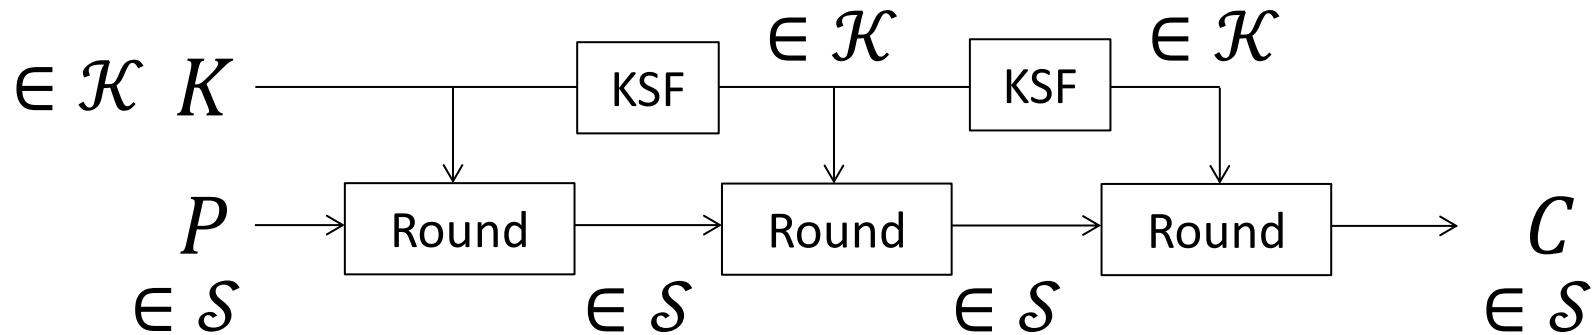 ∈ 𝒦 ∈ 𝒦
∈ 𝒦 K KSF KSF
P Round Round Round C
∈ 𝒮 ∈ 𝒮 ∈ 𝒮 ∈ 𝒮